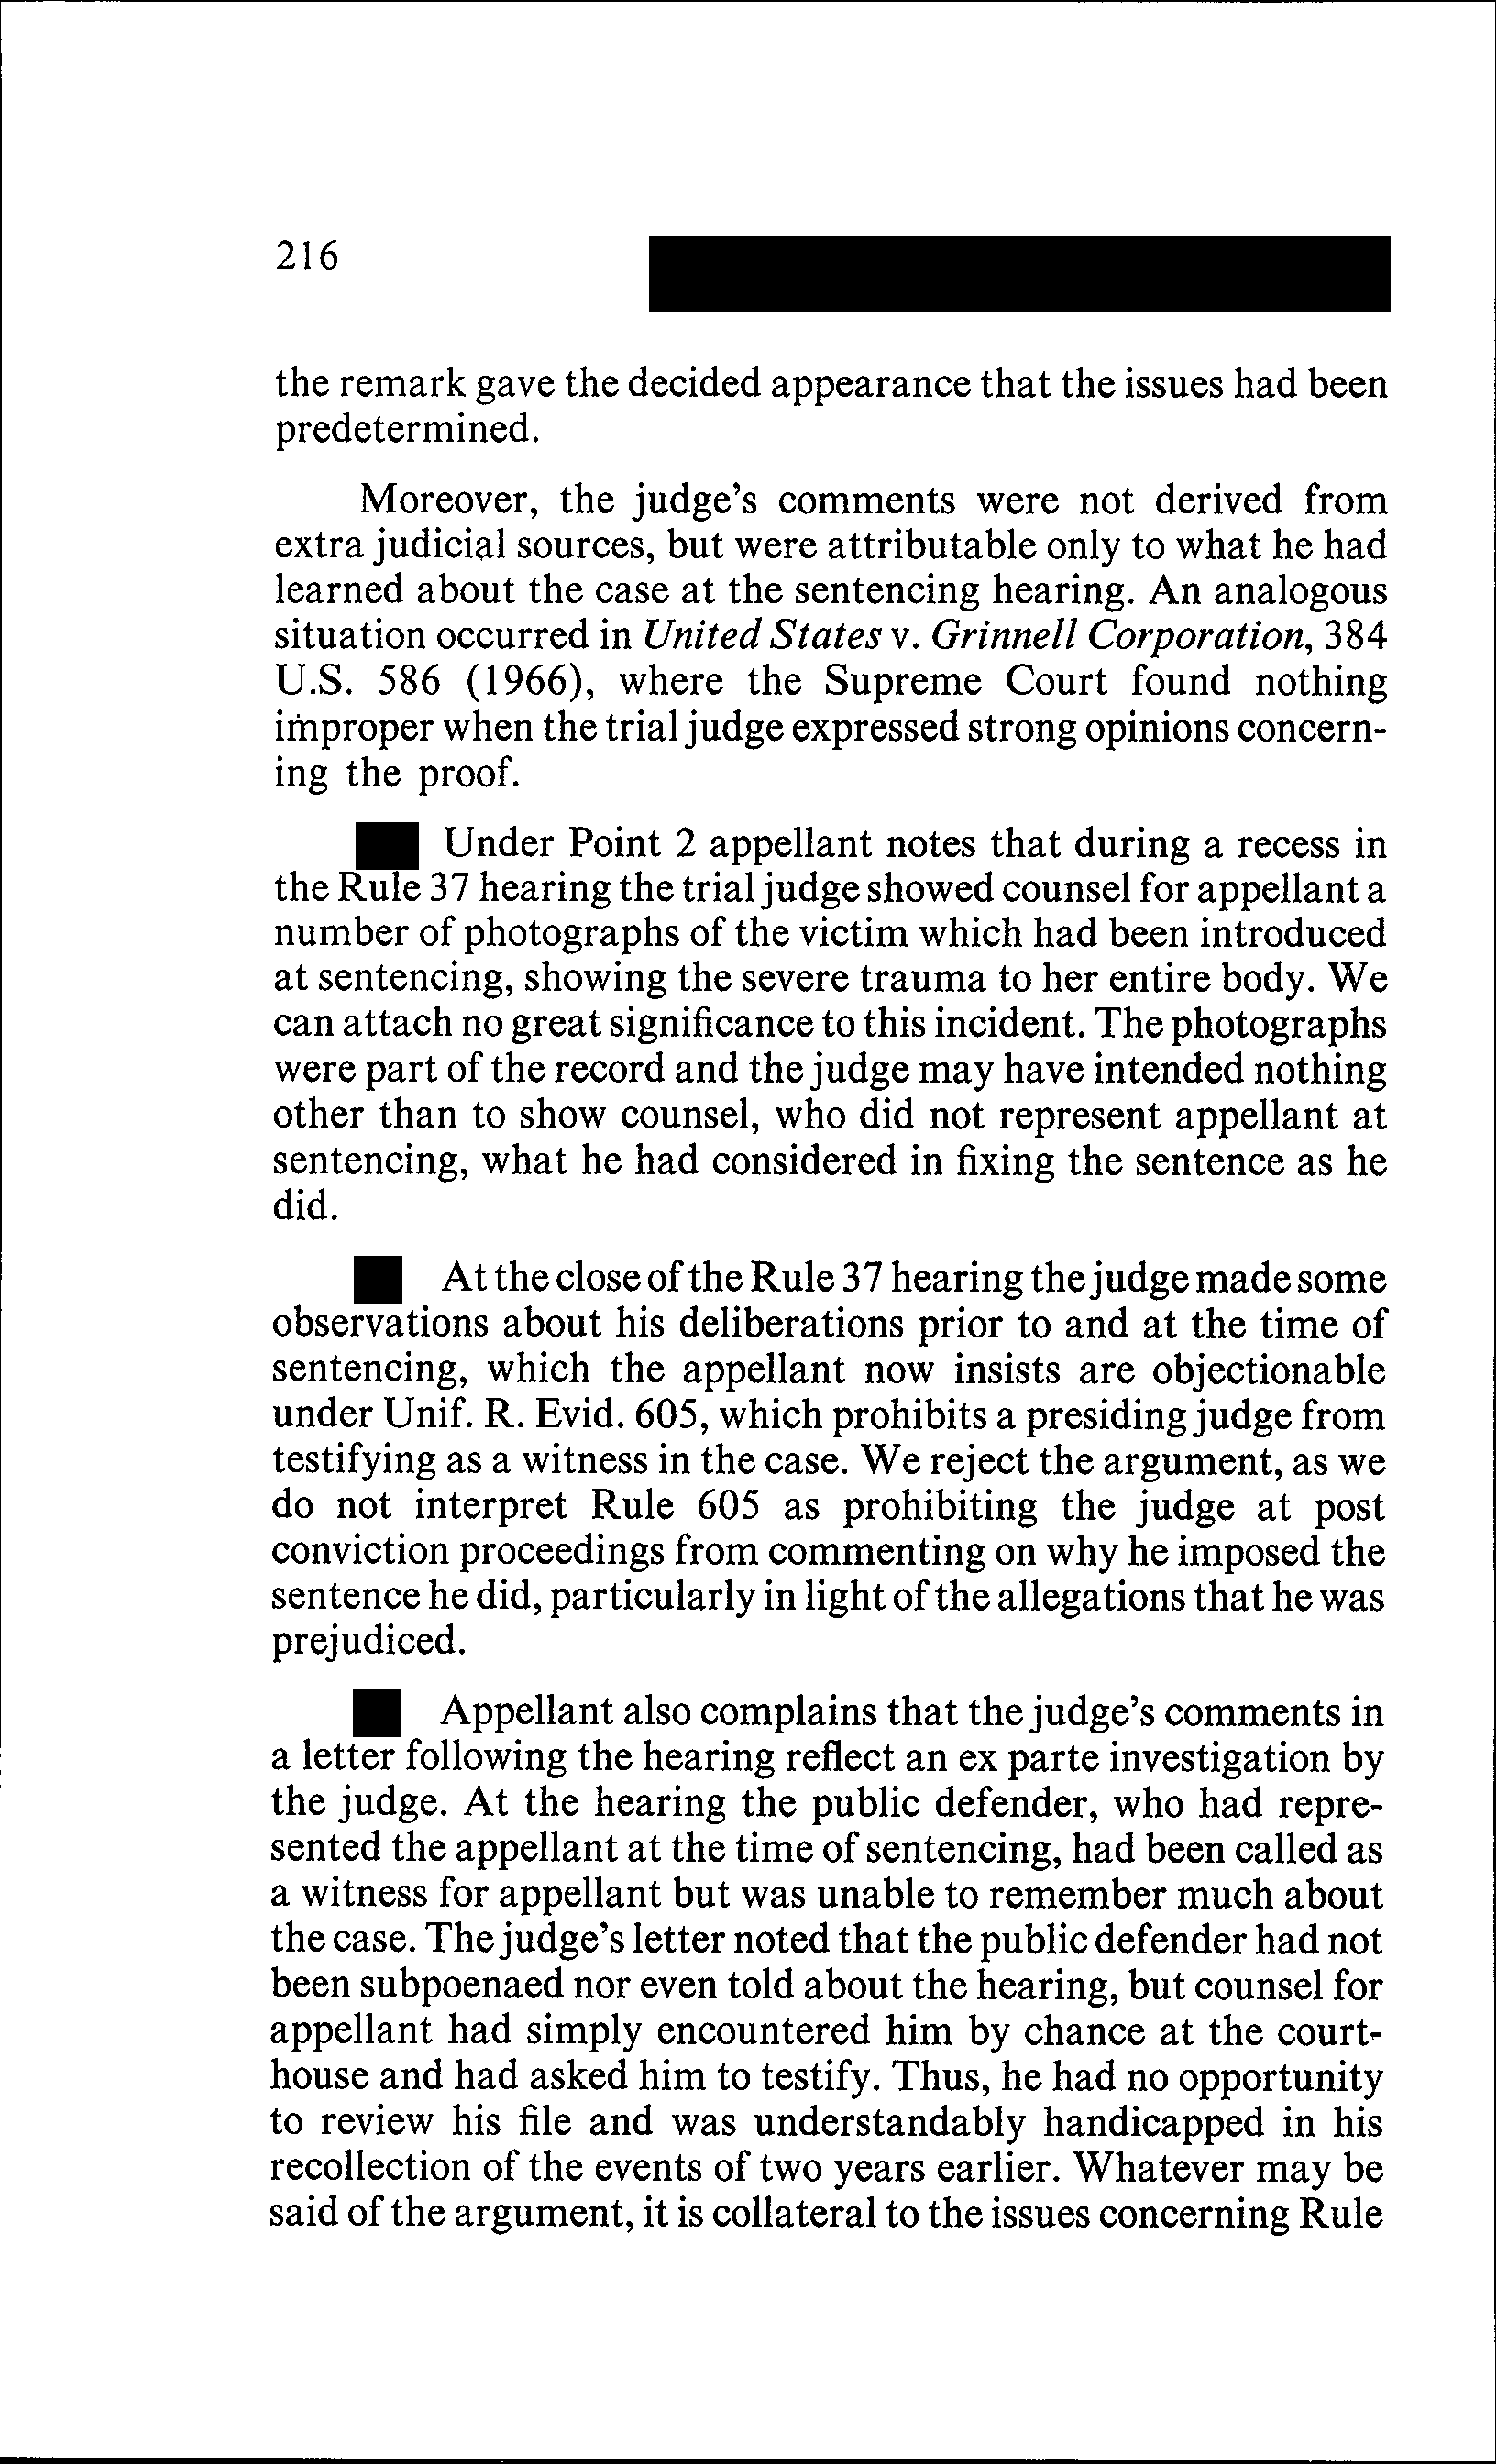 216
the remark gave the decided appearance that the issues had been
predetermined.
Moreover, the judge's comments were not derived from
extra judicial sources, but were attributable only to what he had
learned about the case at the sentencing hearing. An analogous
situation occurred in United States v. Grinnell Corporation, 384
U.S. 586 (1966), where the Supreme Court found nothing
improper when the trial judge expressed strong opinions concern-
ing the proof.
Under Point 2 appellant notes that during a recess in
the Rule 37 hearing the trial judge showed counsel for appellant a
number of photographs of the victim which had been introduced
at sentencing, showing the severe trauma to her entire body. We
can attach no great significance to this incident. The photographs
were part of the record and the judge may have intended nothing
other than to show counsel, who did not represent appellant at
sentencing, what he had considered in fixing the sentence as he
did.
At the close of the Rule 37 hearing the judge made some
observations about his deliberations prior to and at the time of
sentencing, which the appellant now insists are objectionable
under Unif. R. Evid. 605, which prohibits a presiding judge from
testifying as a witness in the case. We reject the argument, as we
do not interpret Rule 605 as prohibiting the judge at post
conviction proceedings from commenting on why he imposed the
sentence he did, particularly in light of the allegations that he was
prejudiced.
Appellant also complains that the judge's comments in
a letter following the hearing reflect an ex parte investigation by
the judge. At the hearing the public defender, who had repre-
sented the appellant at the time of sentencing, had been called as
a witness for appellant but was unable to remember much about
the case. The judge's letter noted that the public defender had not
been subpoenaed nor even told about the hearing, but counsel for
appellant had simply encountered him by chance at the court-
house and had asked him to testify. Thus, he had no opportunity
to review his file and was understandably handicapped in his
recollection of the events of two years earlier. Whatever may be
said of the argument, it is collateral to the issues concerning Rule